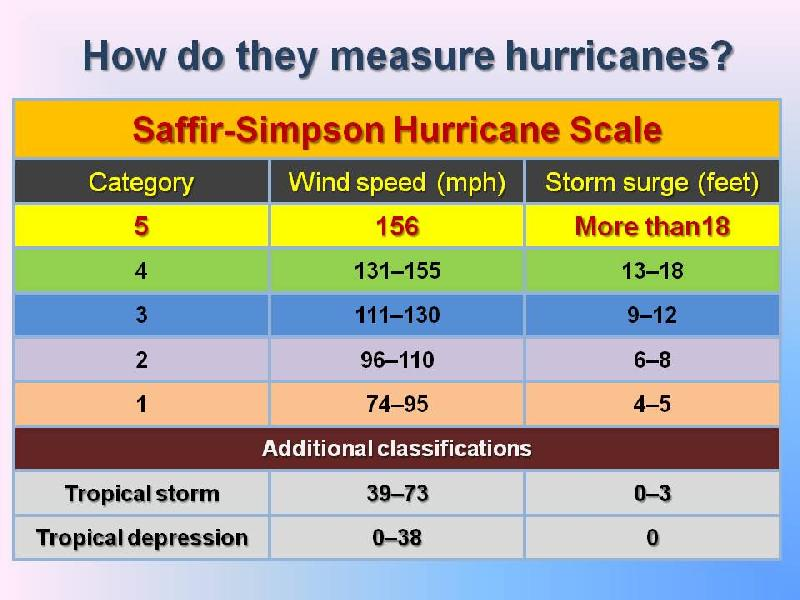 How do they measure hurricanes?
Saffir-Simpson Hurricane Scale
Category Wind speed (mph) Storm surge (feet)
5 156 More than18
4 131–155 13–18
3 111–130 9–12
2 96–110 6–8
1 74–95 4–5
Additional classifications
Tropical storm 39–73 0–3
Tropical depression 0–38 0